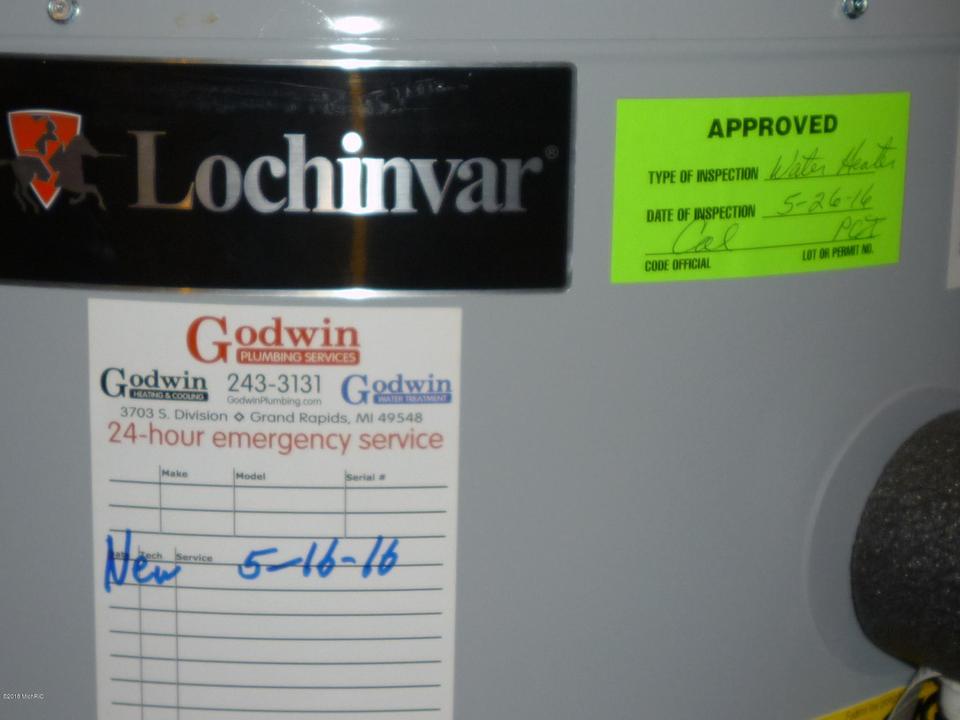 Lochinvar®
APPROVED
TYPE OF INSPECTION Water Heater
DATE OF INSPECTION 5-26-16
Cal PCI
CODE OFFICIAL LOT OR PERMIT NO.
Godwin
PLUMBING SERVICES
Godwin
HEATING & COOLING
243-3131
GodwinPlumbing.com
Godwin
WATER TREATMENT
3703 S. Division ❖ Grand Rapids, MI 49548
24-hour emergency service
Make Model Serial #
Date Tech Service
New 5-16-16
©2016 MichRIC